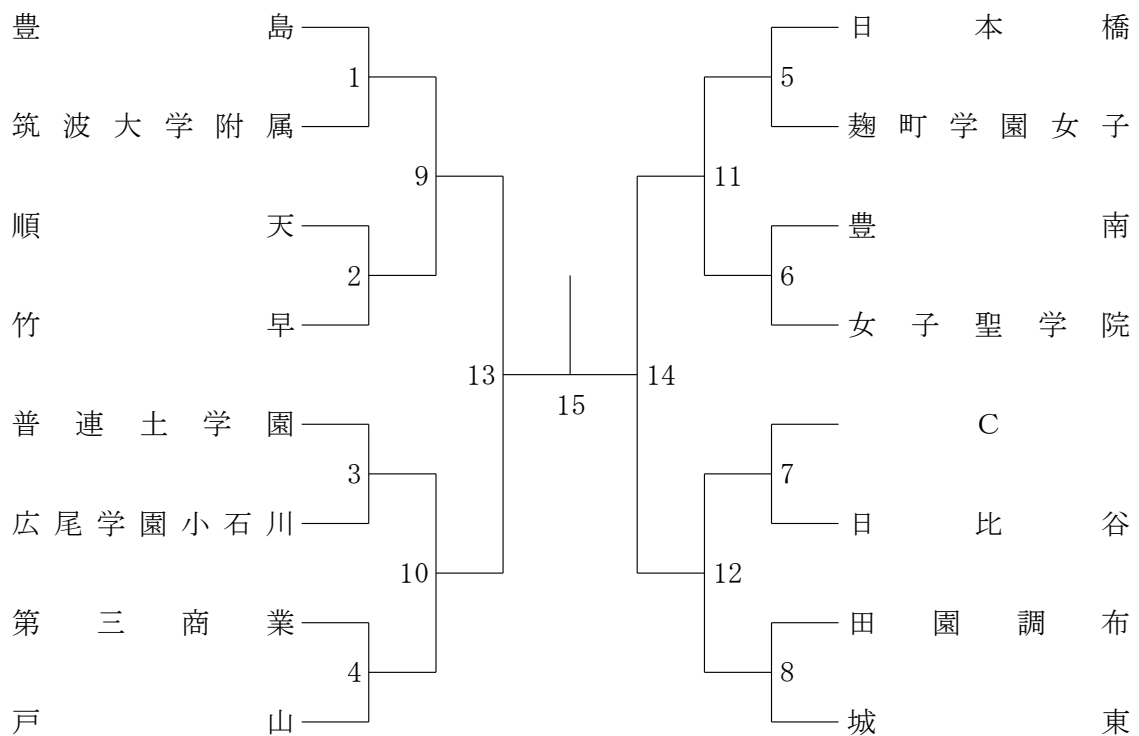 豊島
1
筑波大学附属
9
順天
2
竹早
13
普連土学園
3
広尾学園小石川
10
第三商業
4
戸山
15
日本橋
5
麹町学園女子
11
豊南
6
女子聖学院
14
C
7
日比谷
12
田園調布
8
城東